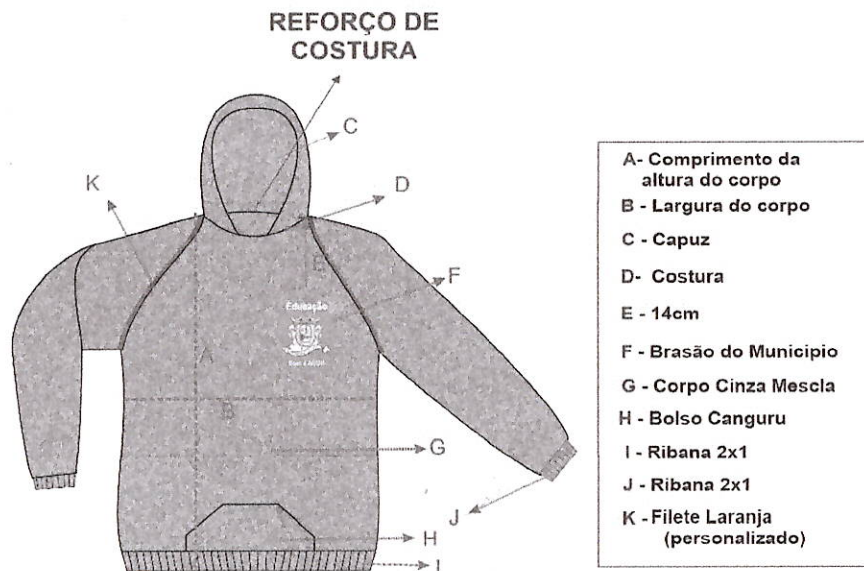 REFORÇO DE
COSTURA
C
K
D
E
F
Educação
A
B
G
H
J
I
A- Comprimento da
altura do corpo
B - Largura do corpo
C - Capuz
D- Costura
E - 14cm
F - Brasão do Municipio
G - Corpo Cinza Mescla
H - Bolso Canguru
I - Ribana 2x1
J - Ribana 2x1
K - Filete Laranja
(personalizado)